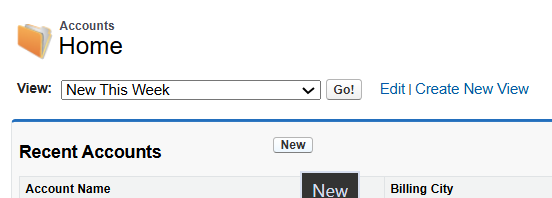 Accounts
Home
View: New This Week Go! Edit | Create New View
Recent Accounts New
Account Name New Billing City